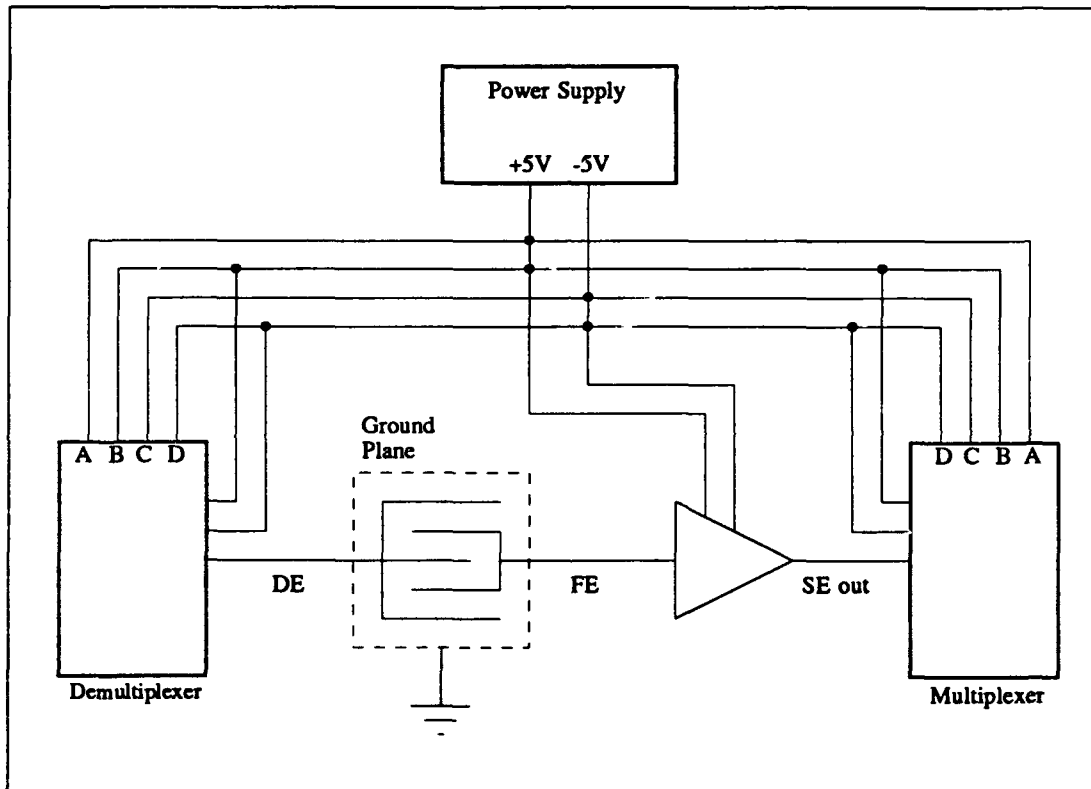 Power Supply
+5V -5V
Ground
Plane
A B C D
D C B A
DE
FE
SE out
Demultiplexer
Multiplexer